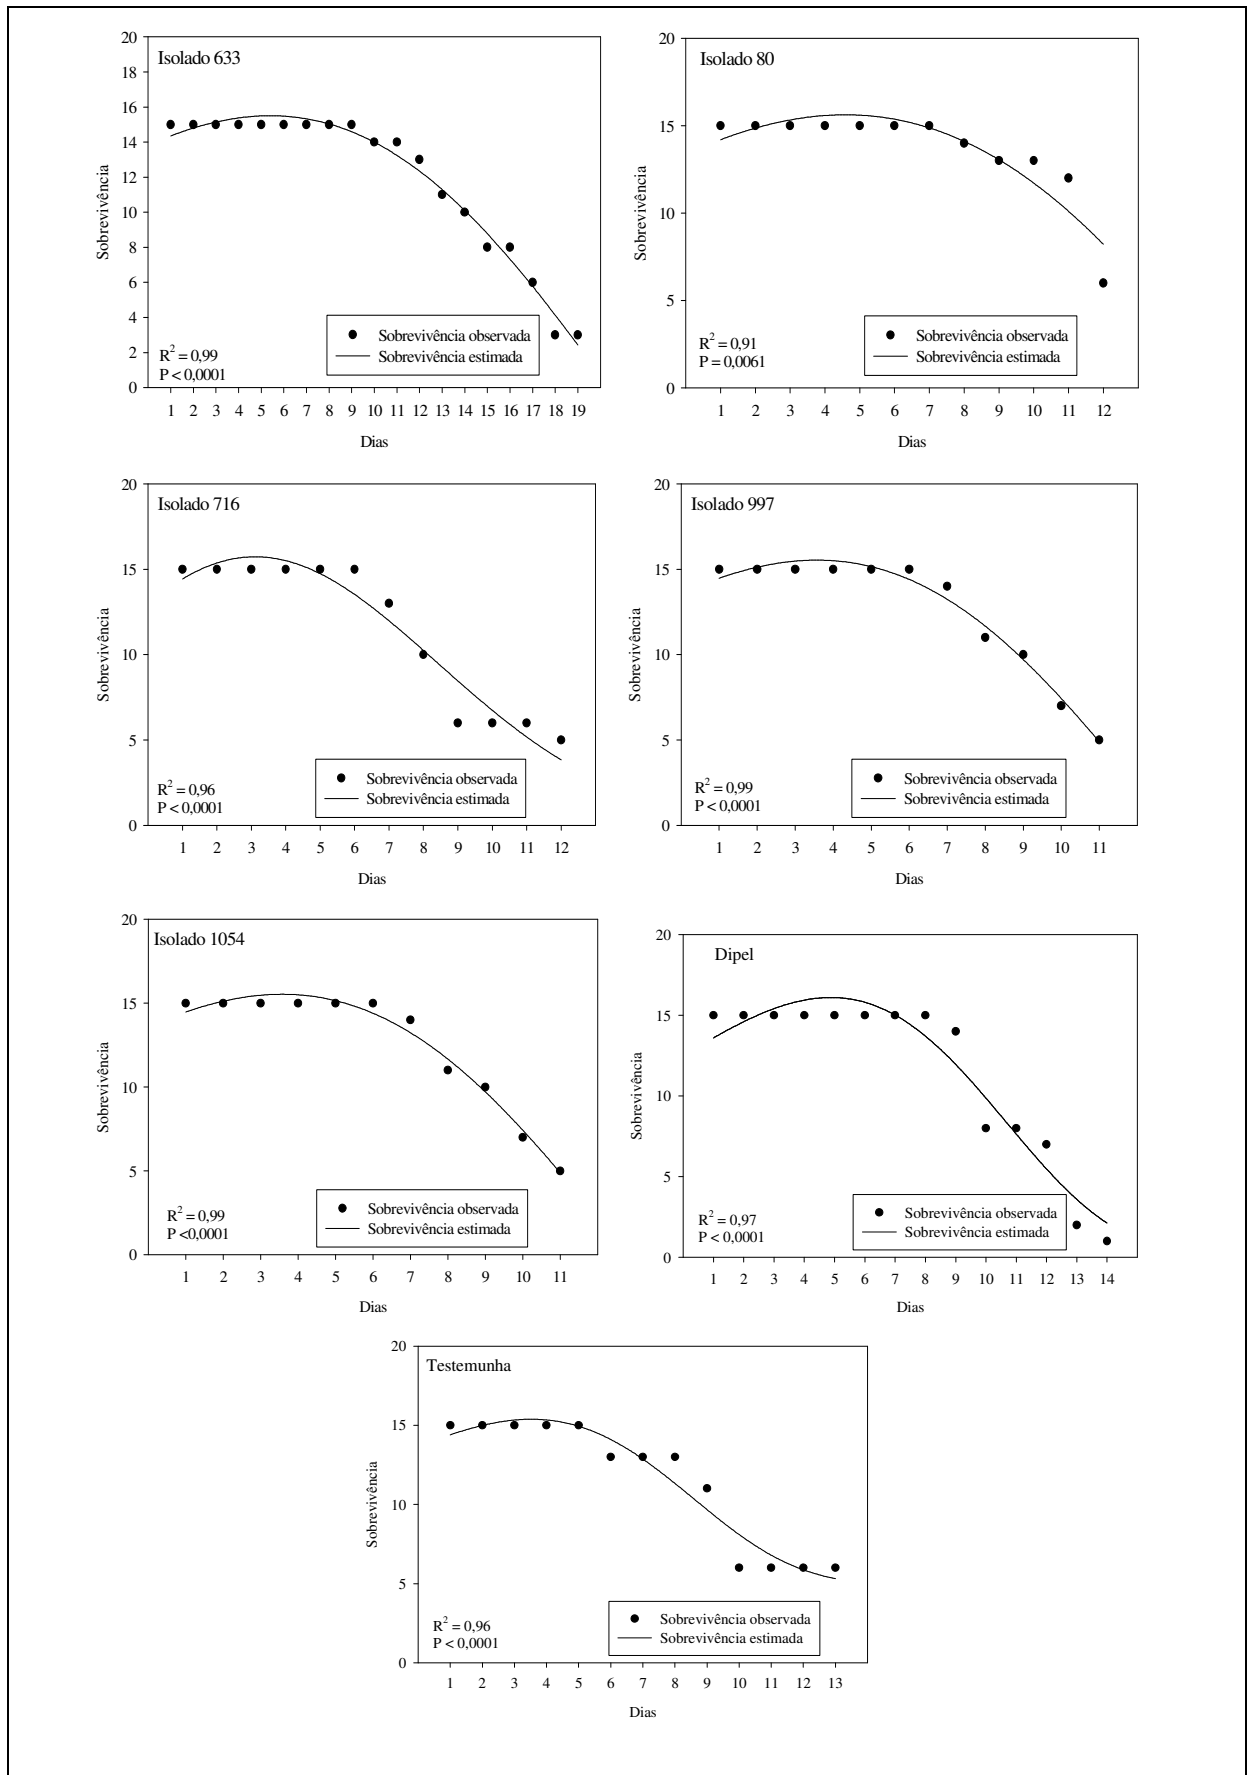 Isolado 633
Sobrevivência
20
18
16
14
12
10
8
6
4
2
0
Sobrevivência observada
Sobrevivência estimada
R² = 0,99
P < 0,0001
1 2 3 4 5 6 7 8 9 10 11 12 13 14 15 16 17 18 19
Dias
Isolado 80
Sobrevivência
20
15
10
5
0
Sobrevivência observada
Sobrevivência estimada
R² = 0,91
P = 0,0061
1 2 3 4 5 6 7 8 9 10 11 12
Dias
Isolado 716
Sobrevivência
20
15
10
5
0
Sobrevivência observada
Sobrevivência estimada
R² = 0,96
P < 0,0001
1 2 3 4 5 6 7 8 9 10 11 12
Dias
Isolado 997
Sobrevivência
20
15
10
5
0
Sobrevivência observada
Sobrevivência estimada
R² = 0,99
P < 0,0001
1 2 3 4 5 6 7 8 9 10 11
Dias
Isolado 1054
Sobrevivência
20
15
10
5
0
Sobrevivência observada
Sobrevivência estimada
R² = 0,99
P <0,0001
1 2 3 4 5 6 7 8 9 10 11
Dias
Dipel
Sobrevivência
20
15
10
5
0
Sobrevivência observada
Sobrevivência estimada
R² = 0,97
P < 0,0001
1 2 3 4 5 6 7 8 9 10 11 12 13 14
Dias
Testemunha
Sobrevivência
20
15
10
5
0
Sobrevivência observada
Sobrevivência estimada
R² = 0,96
P < 0,0001
1 2 3 4 5 6 7 8 9 10 11 12 13
Dias